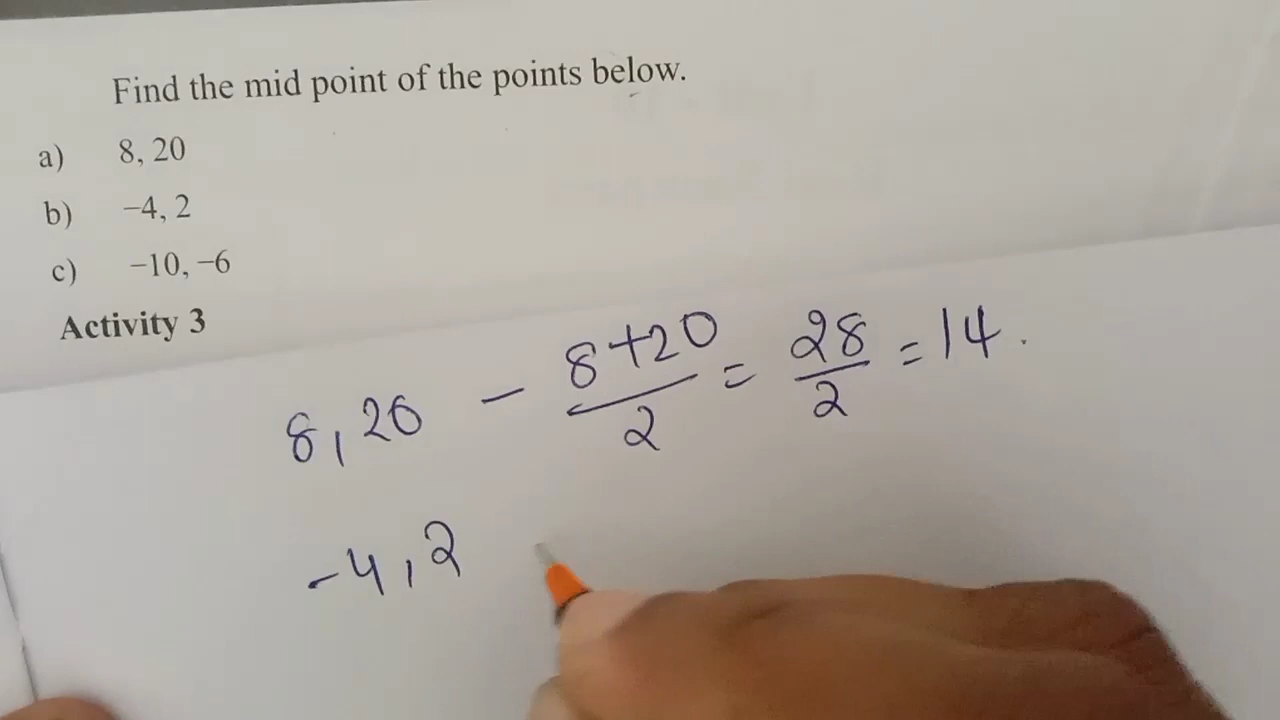 Find the mid point of the points below.
a) 8, 20
b) −4, 2
c) −10, −6
Activity 3
8, 20 - 8+20/2 = 28/2 = 14.
-4, 2